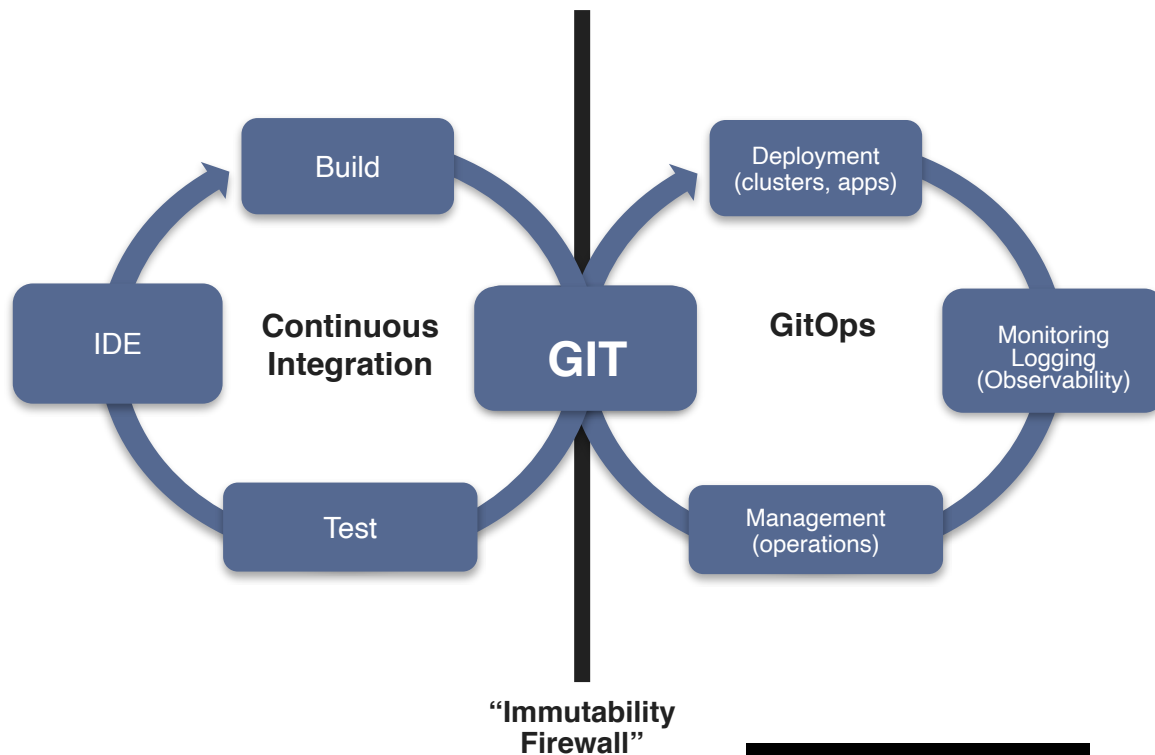 Build
Deployment
(clusters, apps)
IDE
Continuous
Integration
GIT
GitOps
Monitoring
Logging
(Observability)
Test
Management
(operations)
“Immutability
Firewall”